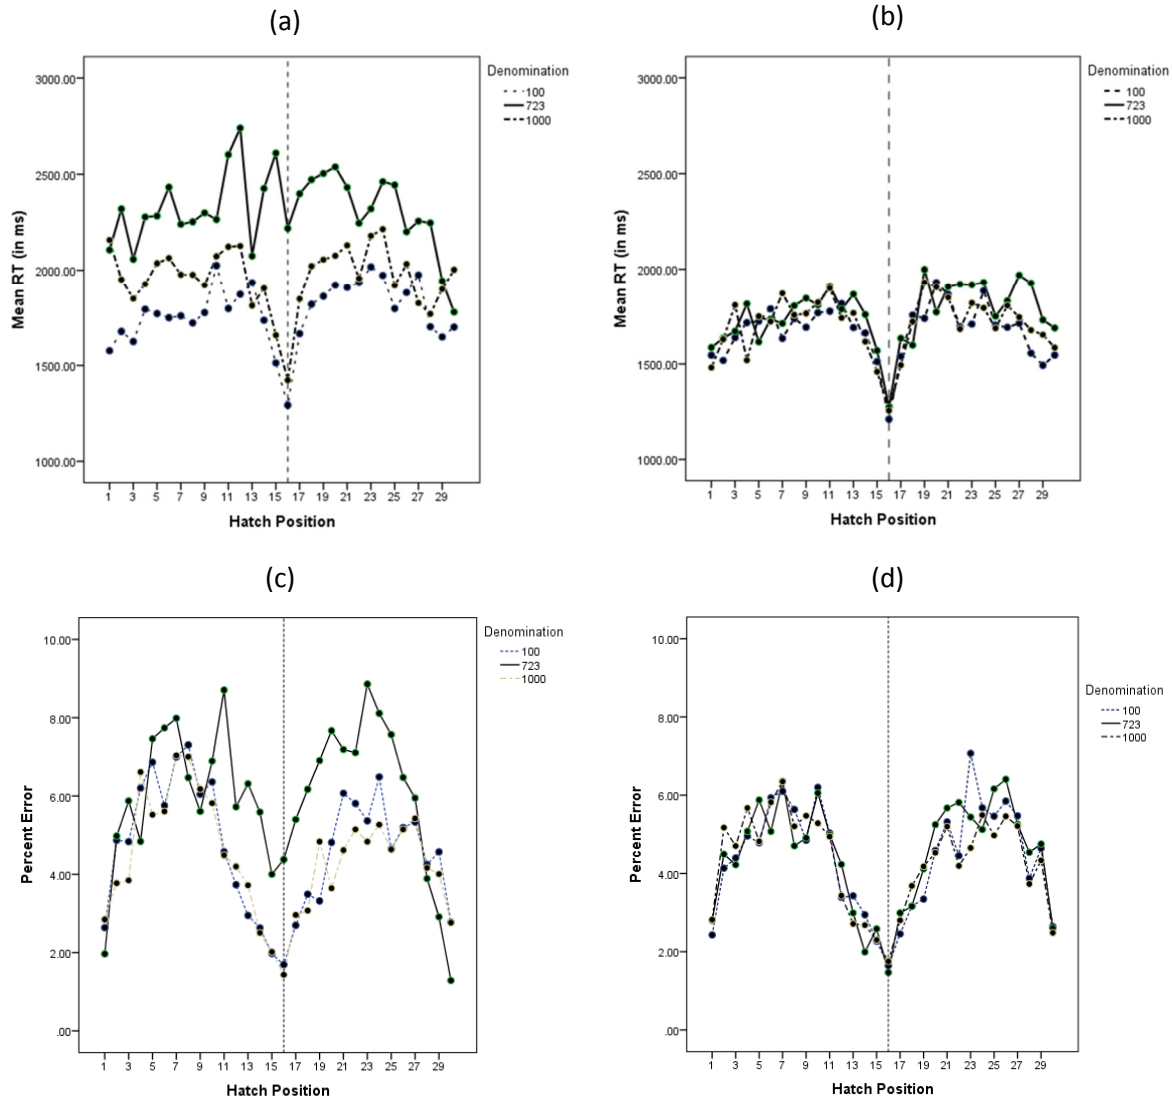 (a)
3000.00
2500.00
2000.00
1500.00
1000.00
Mean RT (in ms)
1 3 5 7 9 11 13 15 17 19 21 23 25 27 29
Hatch Position
Denomination
100
723
1000
(b)
3000.00
2500.00
2000.00
1500.00
1000.00
Mean RT (in ms)
1 3 5 7 9 11 13 15 17 19 21 23 25 27 29
Hatch Position
Denomination
100
723
1000
(c)
10.00
8.00
6.00
4.00
2.00
.00
Percent Error
1 3 5 7 9 11 13 15 17 19 21 23 25 27 29
Hatch Position
Denomination
100
723
1000
(d)
10.00
8.00
6.00
4.00
2.00
.00
Percent Error
1 3 5 7 9 11 13 15 17 19 21 23 25 27 29
Hatch Position
Denomination
100
723
1000